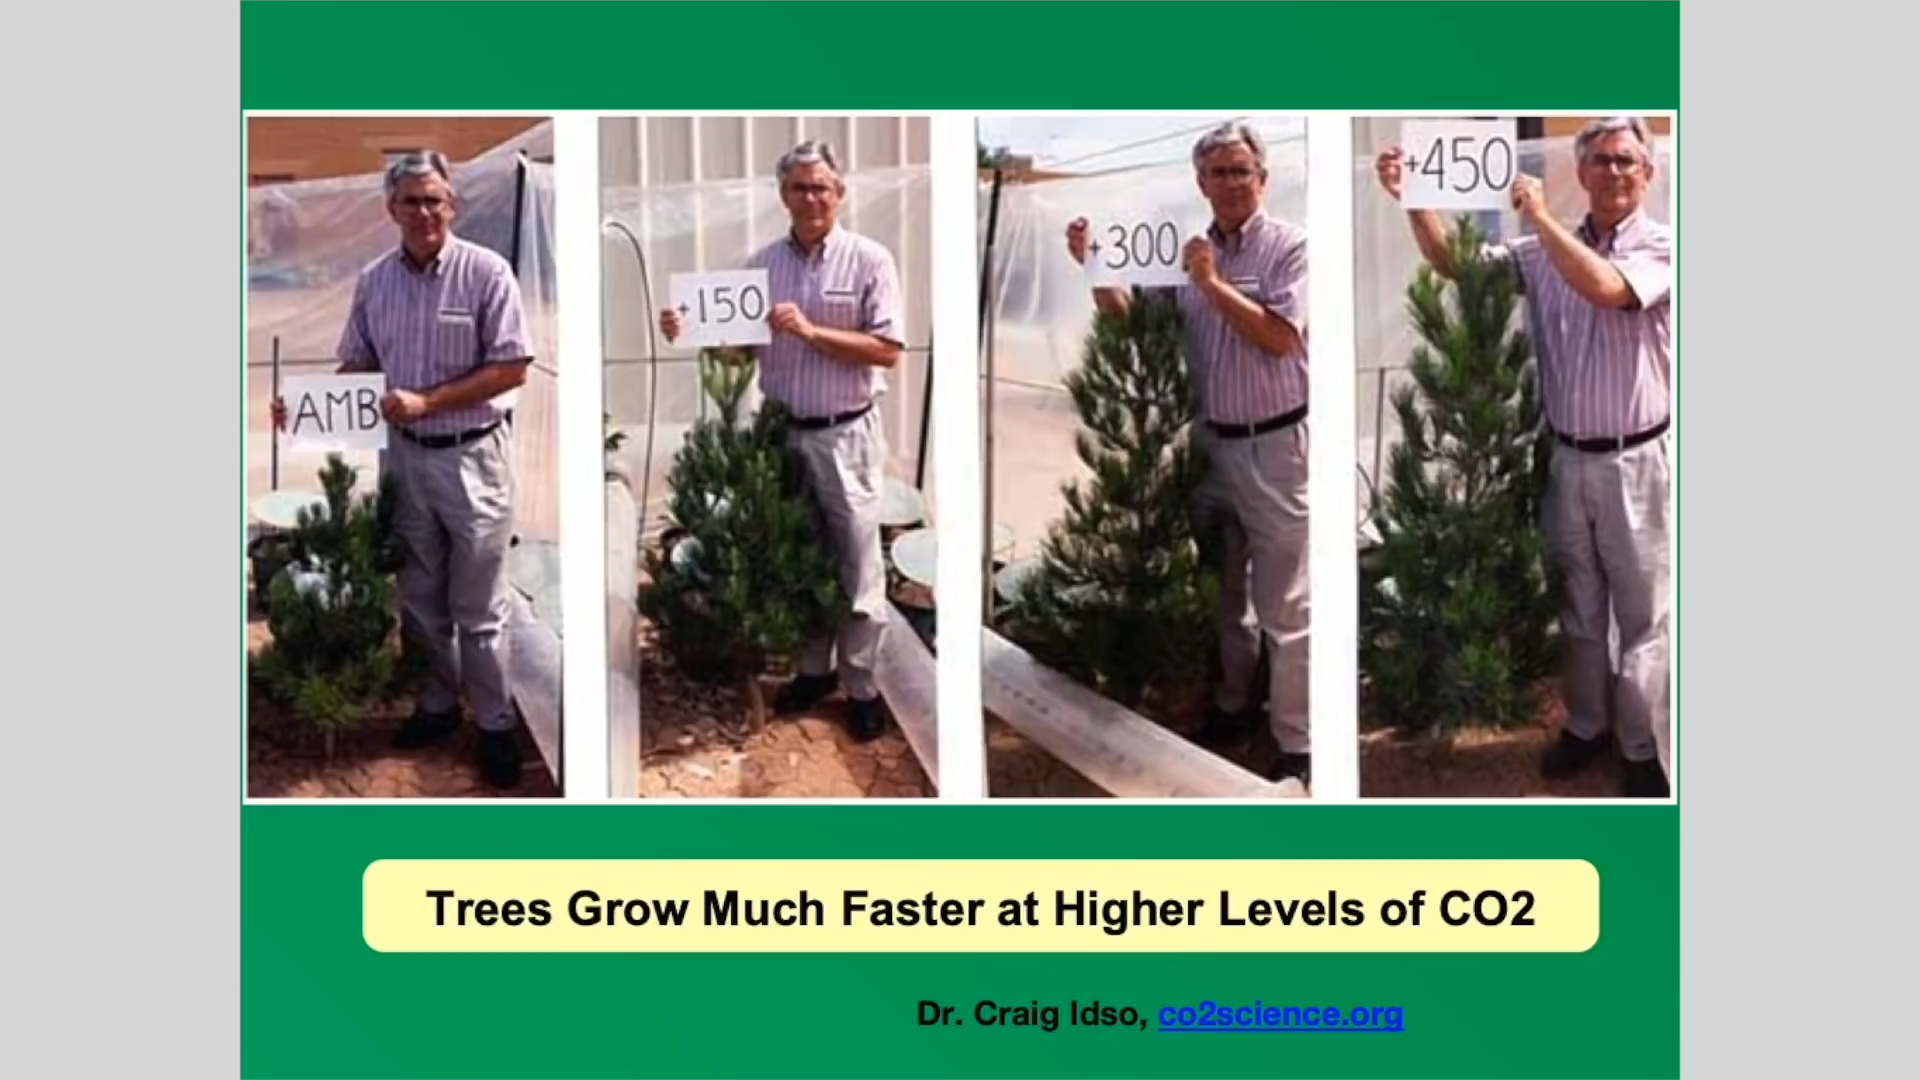 AMB
+150
+300
+450
Trees Grow Much Faster at Higher Levels of CO2
Dr. Craig Idso, co2science.org